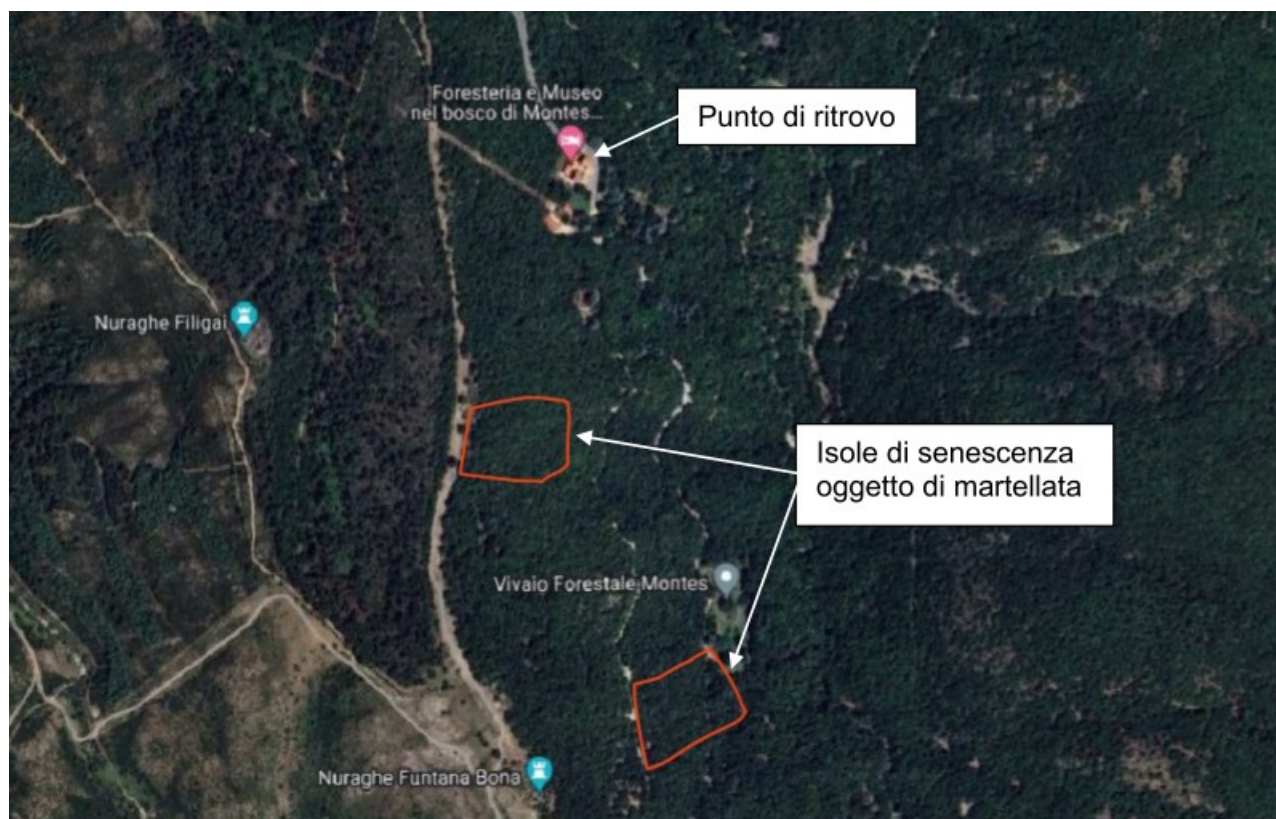 Foresteria e Museo
nel bosco di Montes...
Punto di ritrovo
Nuraghe Filigai
Isole di senescenza
oggetto di martellata
Vivaio Forestale Montes
Nuraghe Funtana Bona